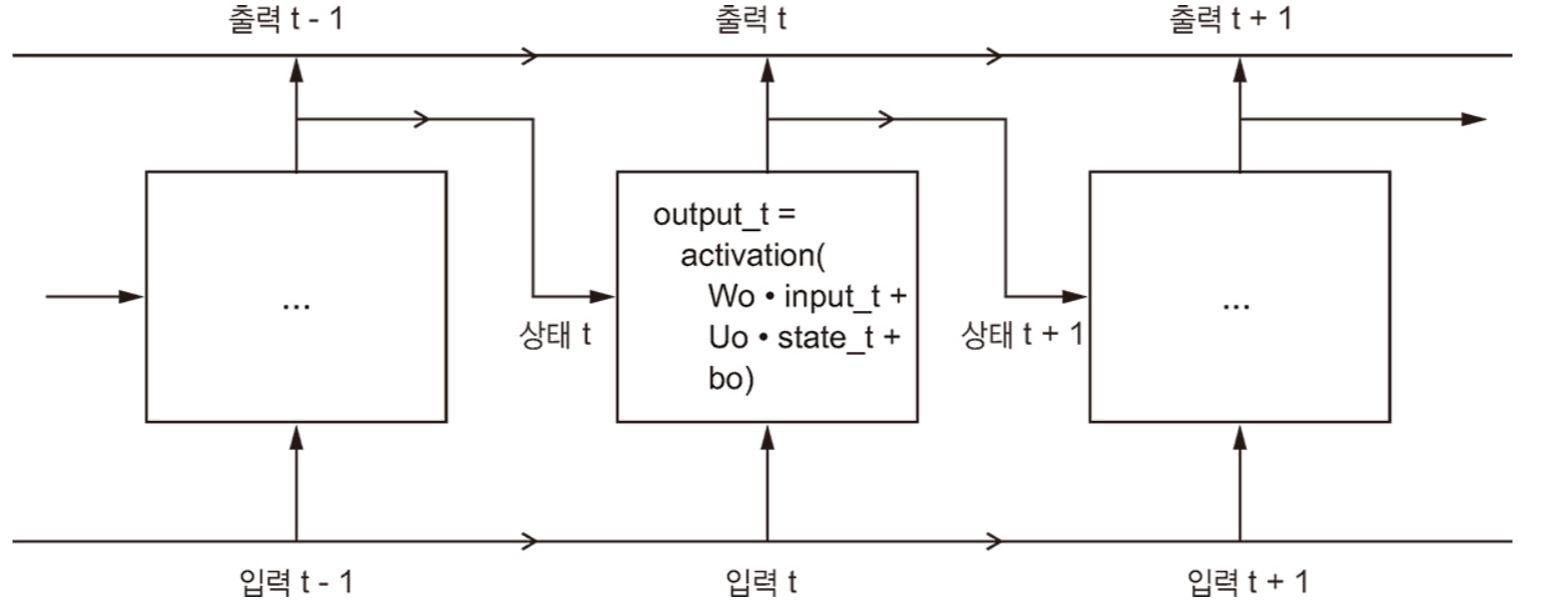 출력 t - 1
출력 t
출력 t + 1
...
output_t =
activation(
Wo • input_t +
Uo • state_t +
bo)
...
상태 t
상태 t + 1
입력 t - 1
입력 t
입력 t + 1